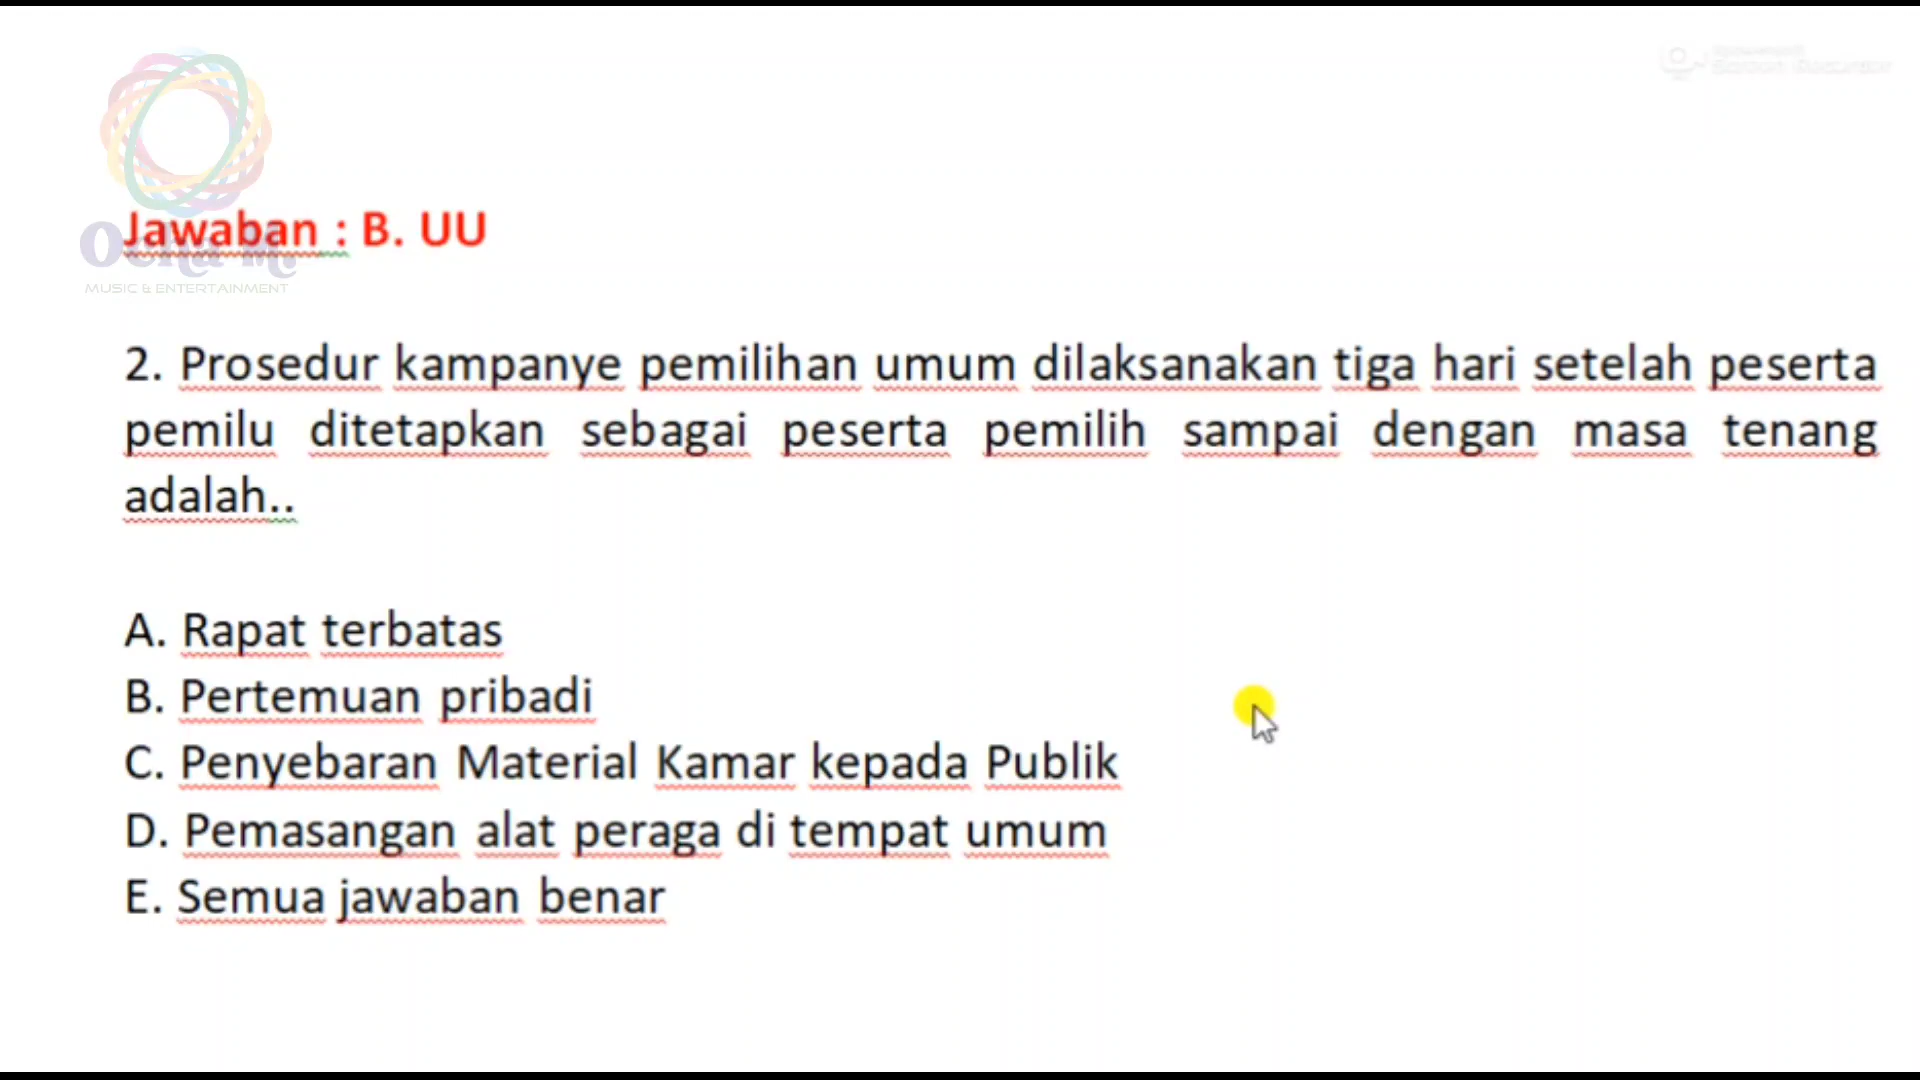 Jawaban : B. UU
Ocha M.
MUSIC & ENTERTAINMENT
2. Prosedur kampanye pemilihan umum dilaksanakan tiga hari setelah peserta
pemilu ditetapkan sebagai peserta pemilih sampai dengan masa tenang
adalah..
A. Rapat terbatas
B. Pertemuan pribadi
C. Penyebaran Material Kamar kepada Publik
D. Pemasangan alat peraga di tempat umum
E. Semua jawaban benar